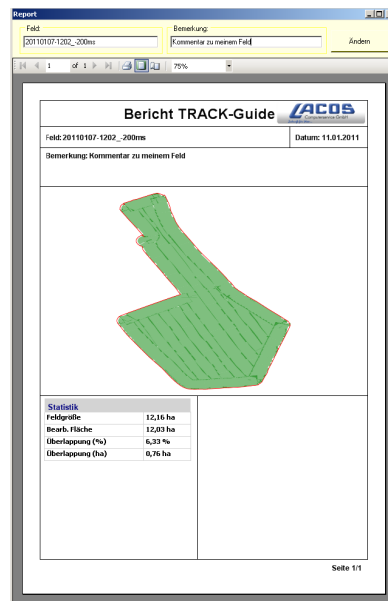 Report
Feld: Bemerkung:
20110107-1202_-200ms Kommentar zu meinem Feld Ändern
1 of 1 75%
Bericht TRACK-Guide LACOS
Computerservice GmbH
Feld: 20110107-1202_-200ms Datum: 11.01.2011
Bemerkung: Kommentar zu meinem Feld
Statistik
Feldgröße 12,16 ha
Bearb. Fläche 12,03 ha
Überlappung (%) 6,33 %
Überlappung (ha) 0,76 ha
Seite 1/1